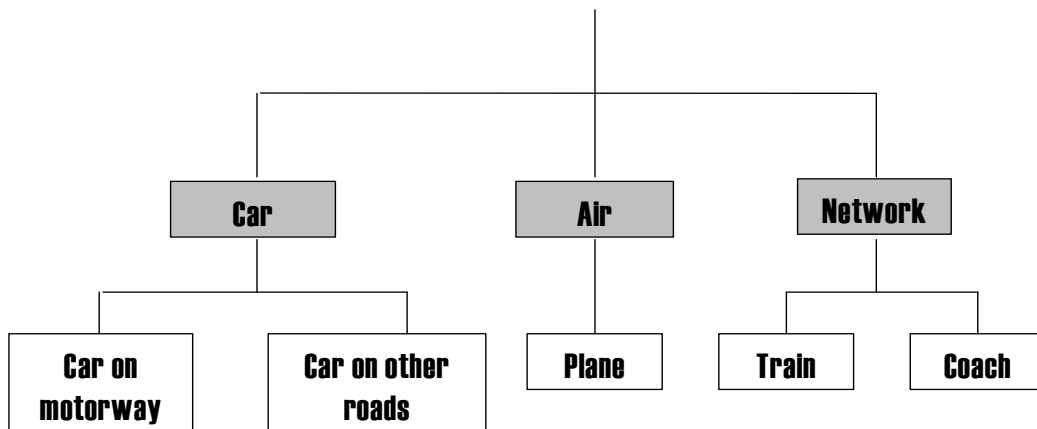 Car
Air
Network
Car on
motorway
Car on other
roads
Plane
Train
Coach